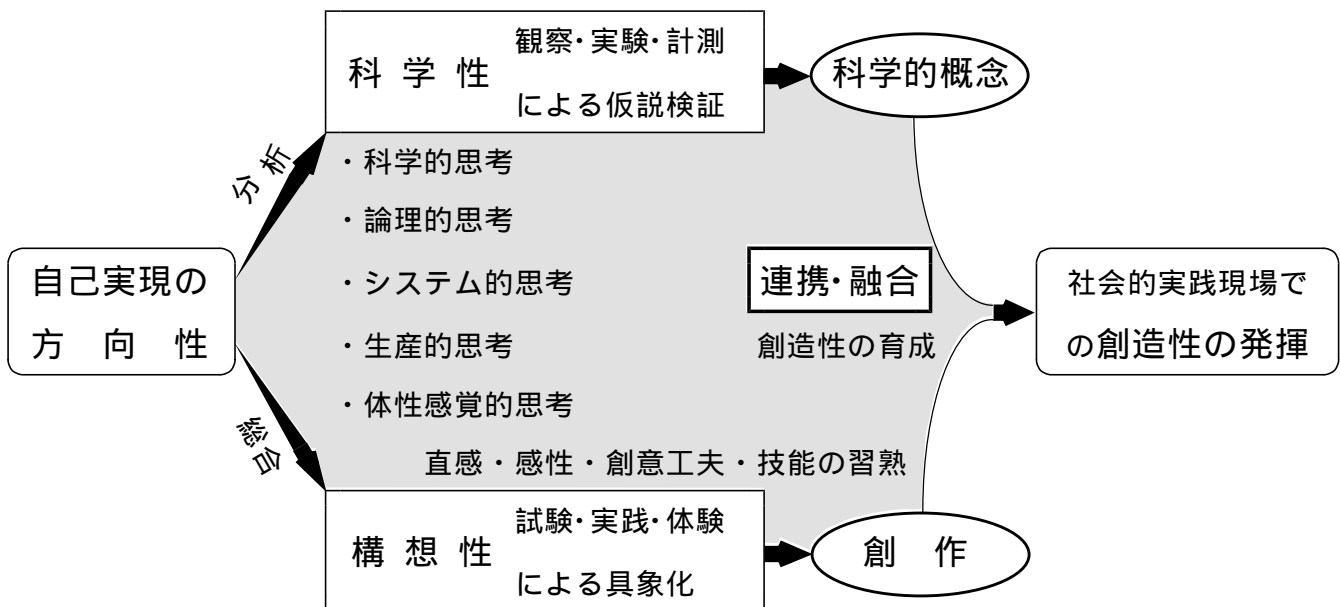 観察・実験・計測
科学性
による仮説検証
科学的概念
分析
・科学的思考
・論理的思考
・システム的思考
・生産的思考
・体性感覚的思考
自己実現の
方向性
連携・融合
創造性の育成
社会的実践現場で
の創造性の発揮
総合
直感・感性・創意工夫・技能の習熟
試験・実践・体験
構想性
による具象化
創作